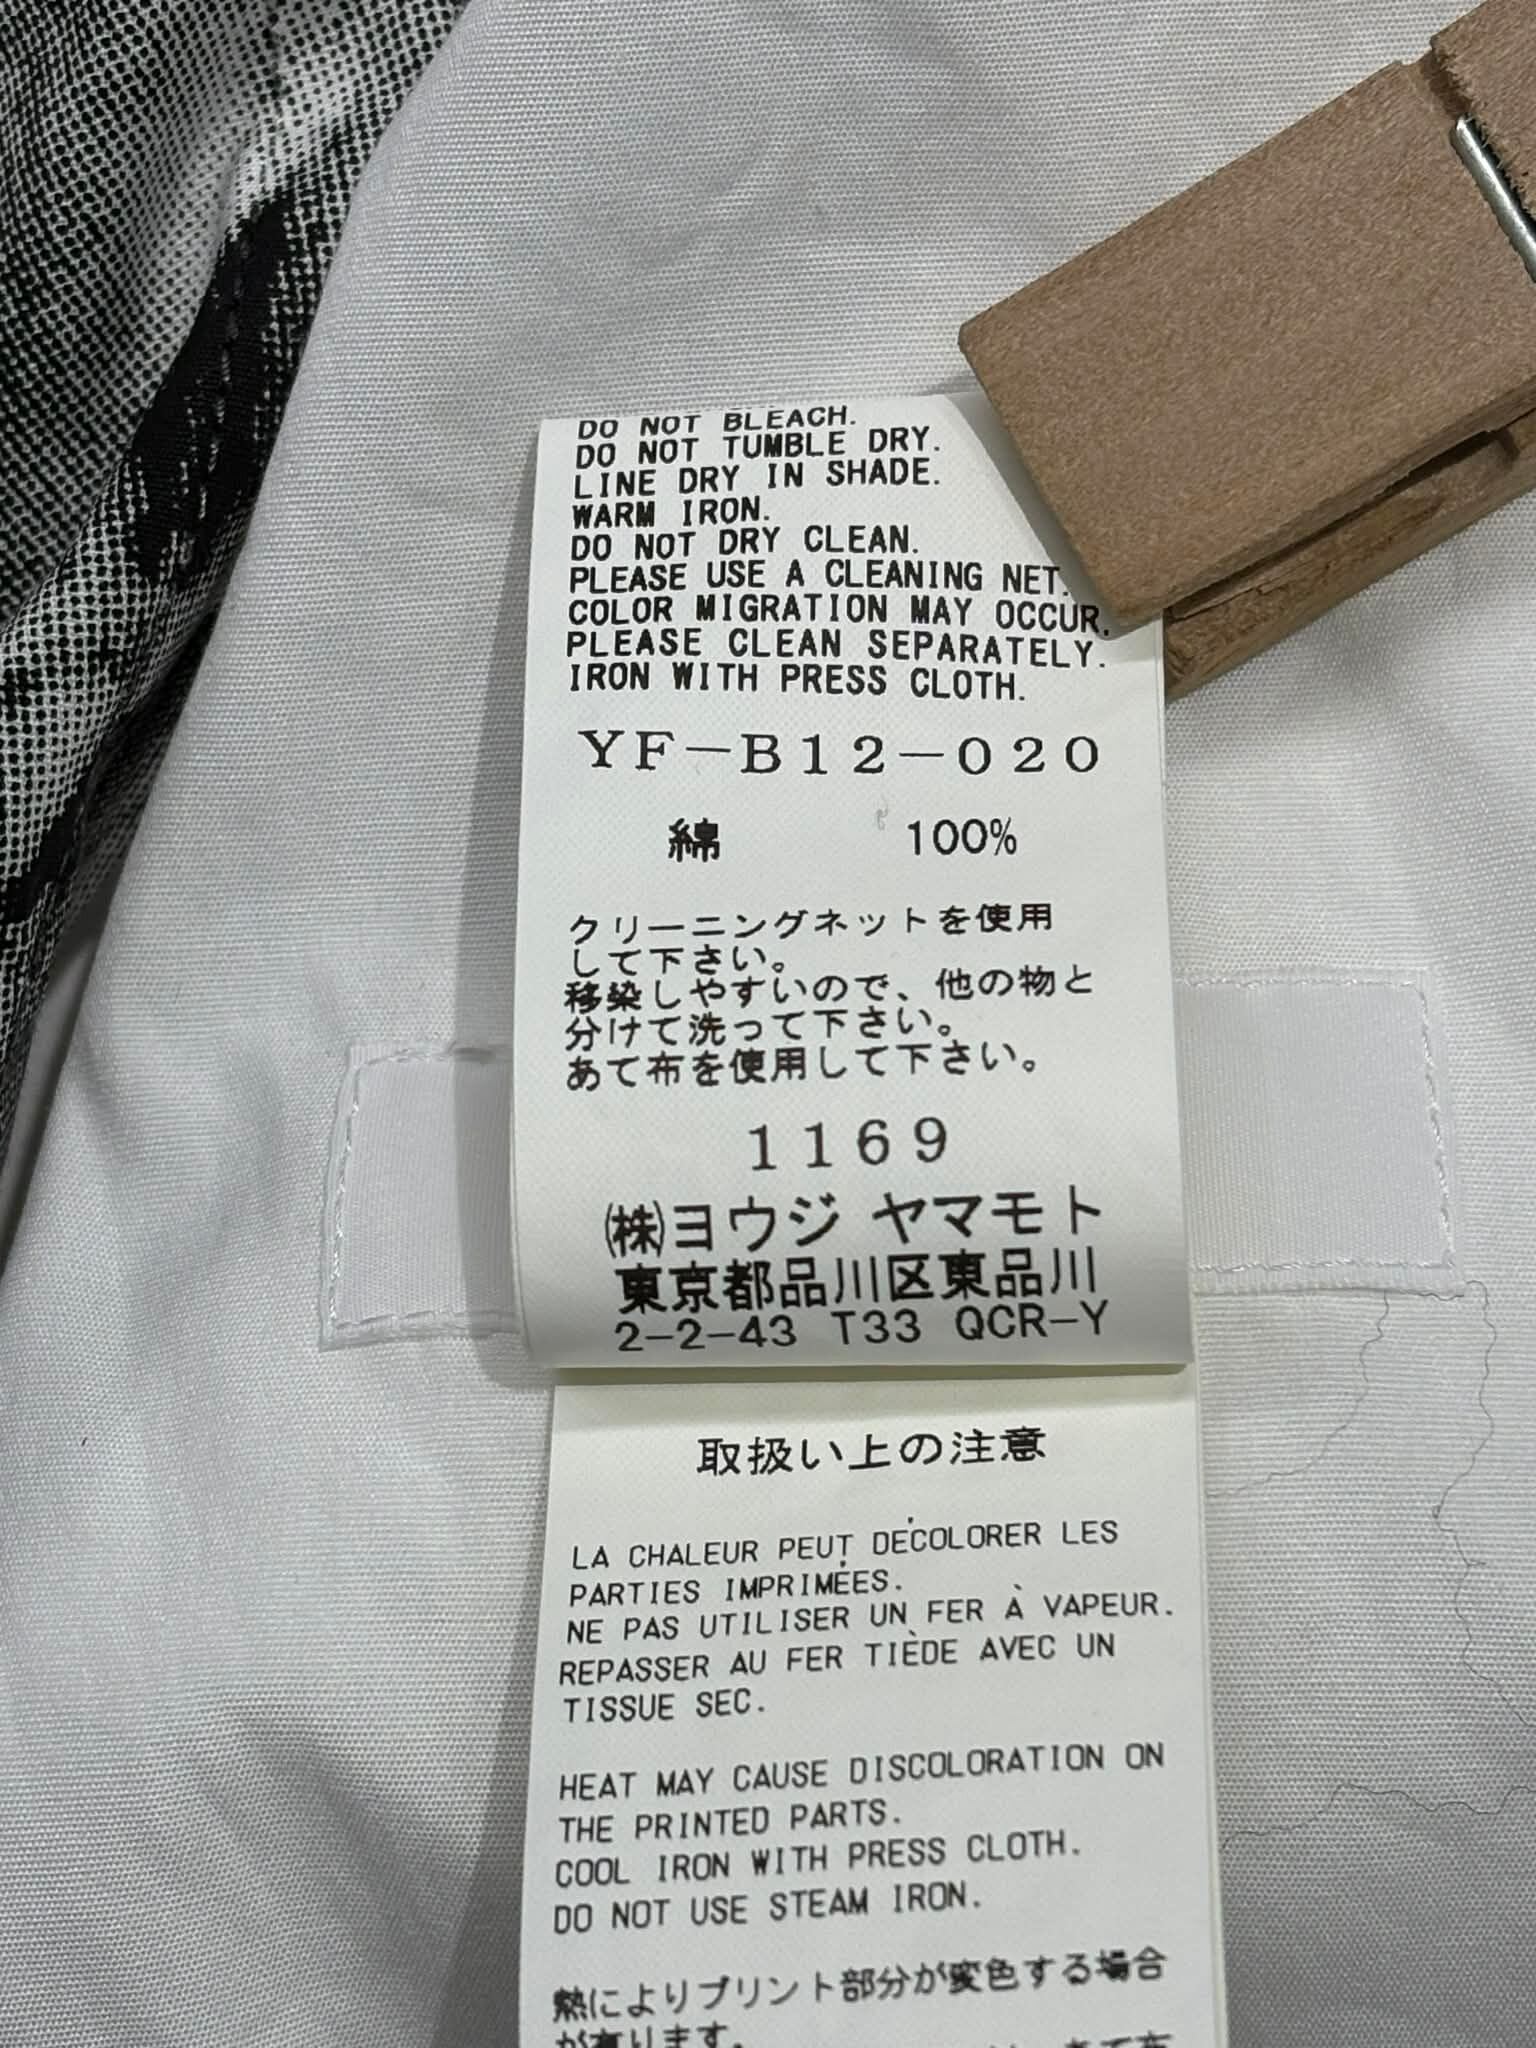 DO NOT BLEACH.
DO NOT TUMBLE DRY.
LINE DRY IN SHADE.
WARM IRON.
DO NOT DRY CLEAN.
PLEASE USE A CLEANING NET.
COLOR MIGRATION MAY OCCUR.
PLEASE CLEAN SEPARATELY.
IRON WITH PRESS CLOTH.
YF-B12-020
綿 100%
クリーニングネットを使用
して下さい。
移染しやすいので、他の物と
分けて洗って下さい。
あて布を使用して下さい。
1169
㈱ヨウジ ヤマモト
東京都品川区東品川
2-2-43 T33 QCR-Y
取扱い上の注意
LA CHALEUR PEUT DÉCOLORER LES
PARTIES IMPRIMÉES.
NE PAS UTILISER UN FER À VAPEUR.
REPASSER AU FER TIÈDE AVEC UN
TISSUE SEC.
HEAT MAY CAUSE DISCOLORATION ON
THE PRINTED PARTS.
COOL IRON WITH PRESS CLOTH.
DO NOT USE STEAM IRON.
熱によりプリント部分が変色する場合
が有ります。